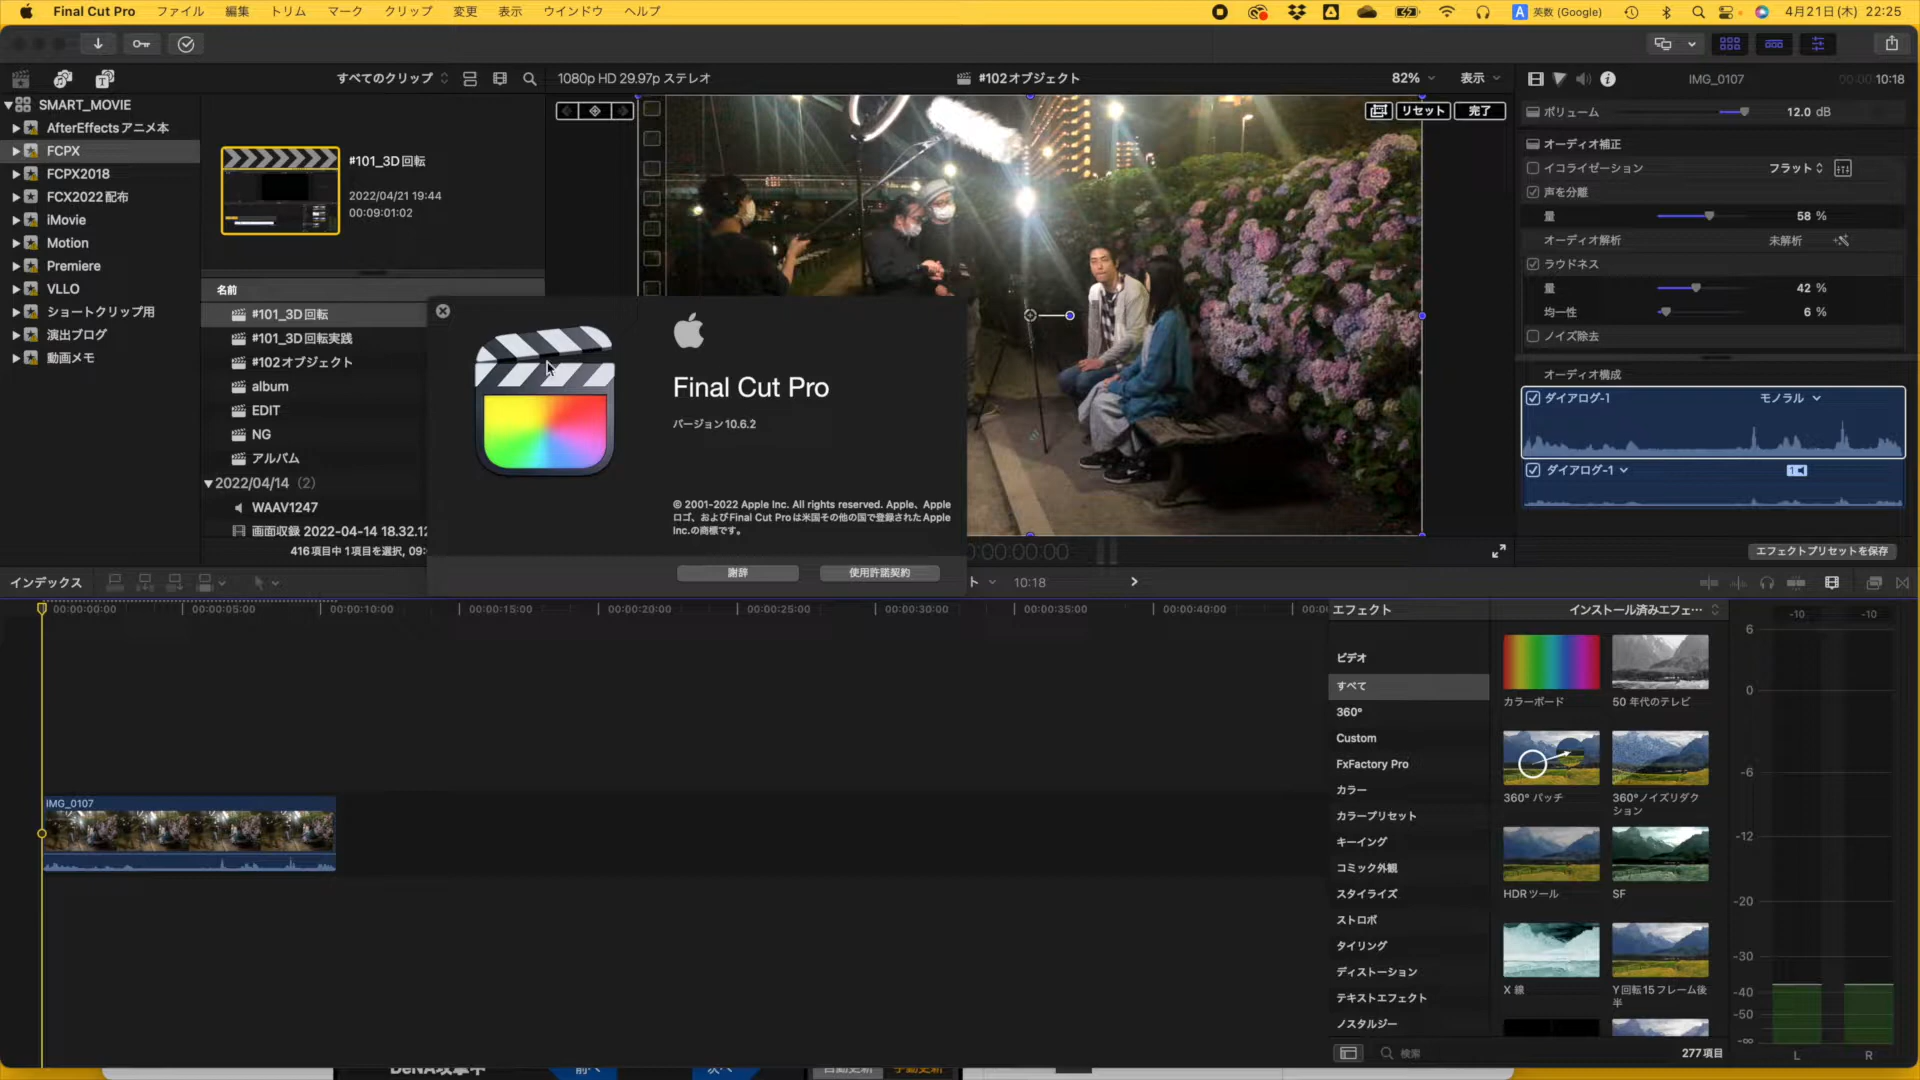 Final Cut Pro ファイル 編集 トリム マーク クリップ 変更 表示 ウインドウ ヘルプ
A 英数 (Google) 4月21日(木) 22:25
すべてのクリップ
1080p HD 29.97p ステレオ
#102オブジェクト
82%
表示
IMG_0107
10:18
SMART_MOVIE
AfterEffectsアニメ本
FCPX
FCPX2018
FCX2022配布
iMovie
Motion
Premiere
VLLO
ショートクリップ用
演出ブログ
動画メモ
#101_3D回転
2022/04/21 19:44
00:09:01:02
名前
#101_3D回転
#101_3D回転実践
#102オブジェクト
album
EDIT
NG
アルバム
2022/04/14 (2)
WAAV1247
画面収録 2022-04-14 18.32.12
416項目中 1項目を選択, 09:
リセット
完了
Final Cut Pro
バージョン10.6.2
© 2001-2022 Apple Inc. All rights reserved. Apple、Apple
ロゴ、およびFinal Cut Proは米国その他の国で登録されたApple
Inc.の商標です。
謝辞
使用許諾契約
ボリューム 12.0 dB
オーディオ補正
イコライゼーション フラット
声を分離
量 58 %
オーディオ解析 未解析
ラウドネス
量 42 %
均一性 6 %
ノイズ除去
オーディオ構成
ダイアログ-1 モノラル
ダイアログ-1
エフェクトプリセットを保存
インデックス
ト
10:18
00:00:00:00 00:00:05:00 00:00:10:00 00:00:15:00 00:00:20:00 00:00:25:00 00:00:30:00 00:00:35:00 00:00:40:00
IMG_0107
エフェクト
インストール済みエフェ…
ビデオ
すべて
360°
Custom
FxFactory Pro
カラー
カラープリセット
キーイング
コミック外観
スタイライズ
ストロボ
タイリング
ディストーション
テキストエフェクト
ノスタルジー
カラーボード
50 年代のテレビ
360° パッチ
360°ノイズリダク
ション
HDRツール
SF
X 線
Y回転15フレーム後
半
検索
277項目
-10 -10
6
0
-6
-12
-20
-30
-40
-50
-∞
L R
DeNA攻撃中
前へ
次へ
自動更新
手動更新